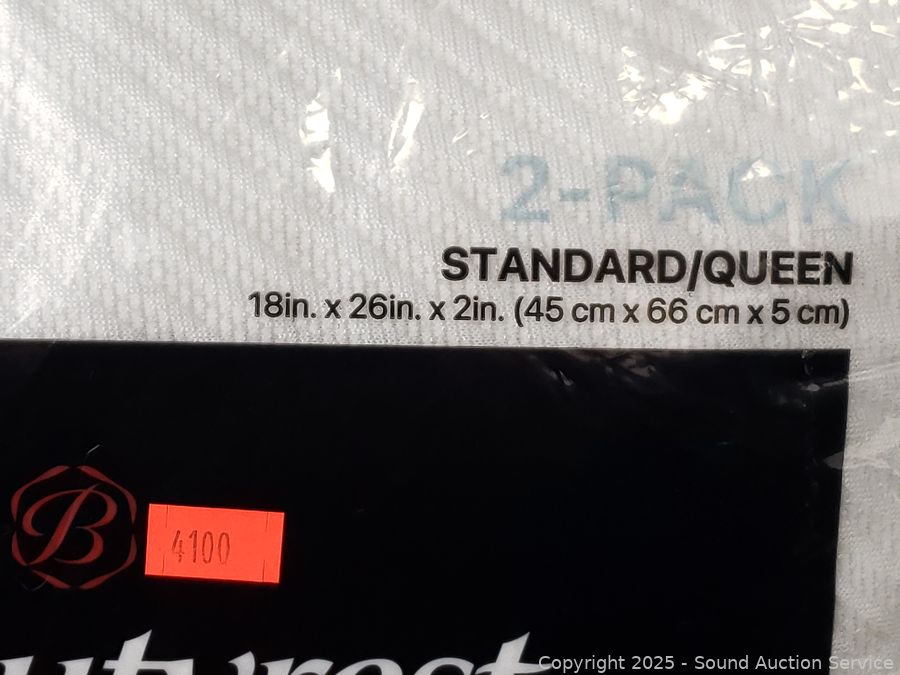 2-PACK
STANDARD/QUEEN
18in. x 26in. x 2in. (45 cm x 66 cm x 5 cm)
B
4100
utyrest
Copyright 2025 - Sound Auction Service